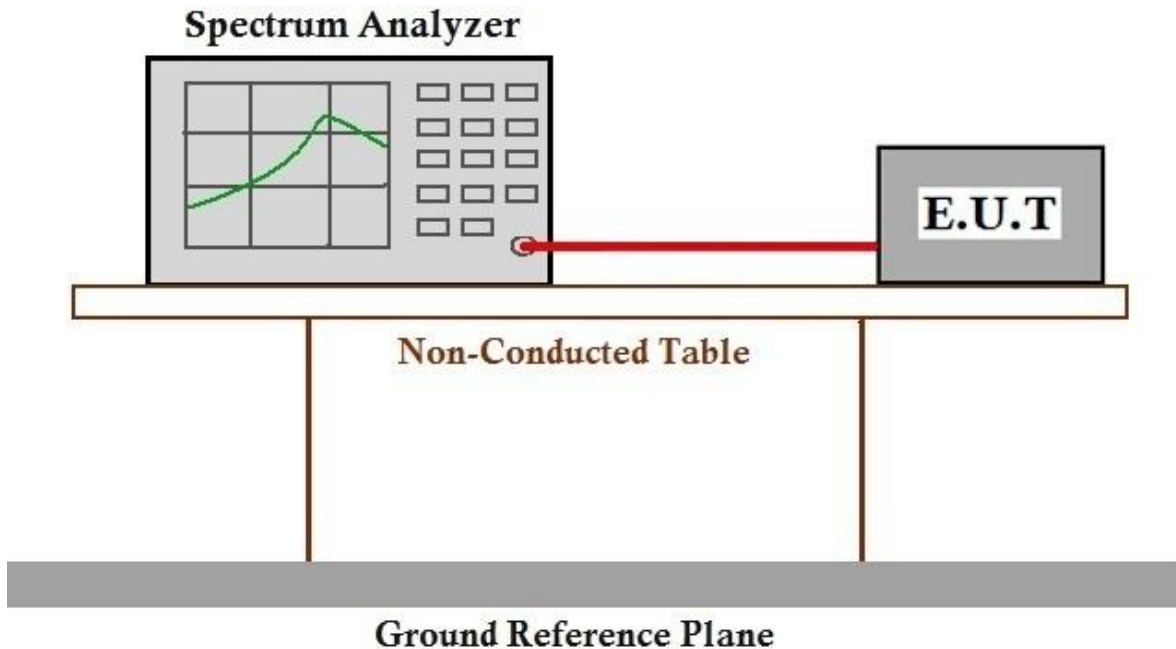 Spectrum Analyzer
E.U.T
Non-Conducted Table
Ground Reference Plane